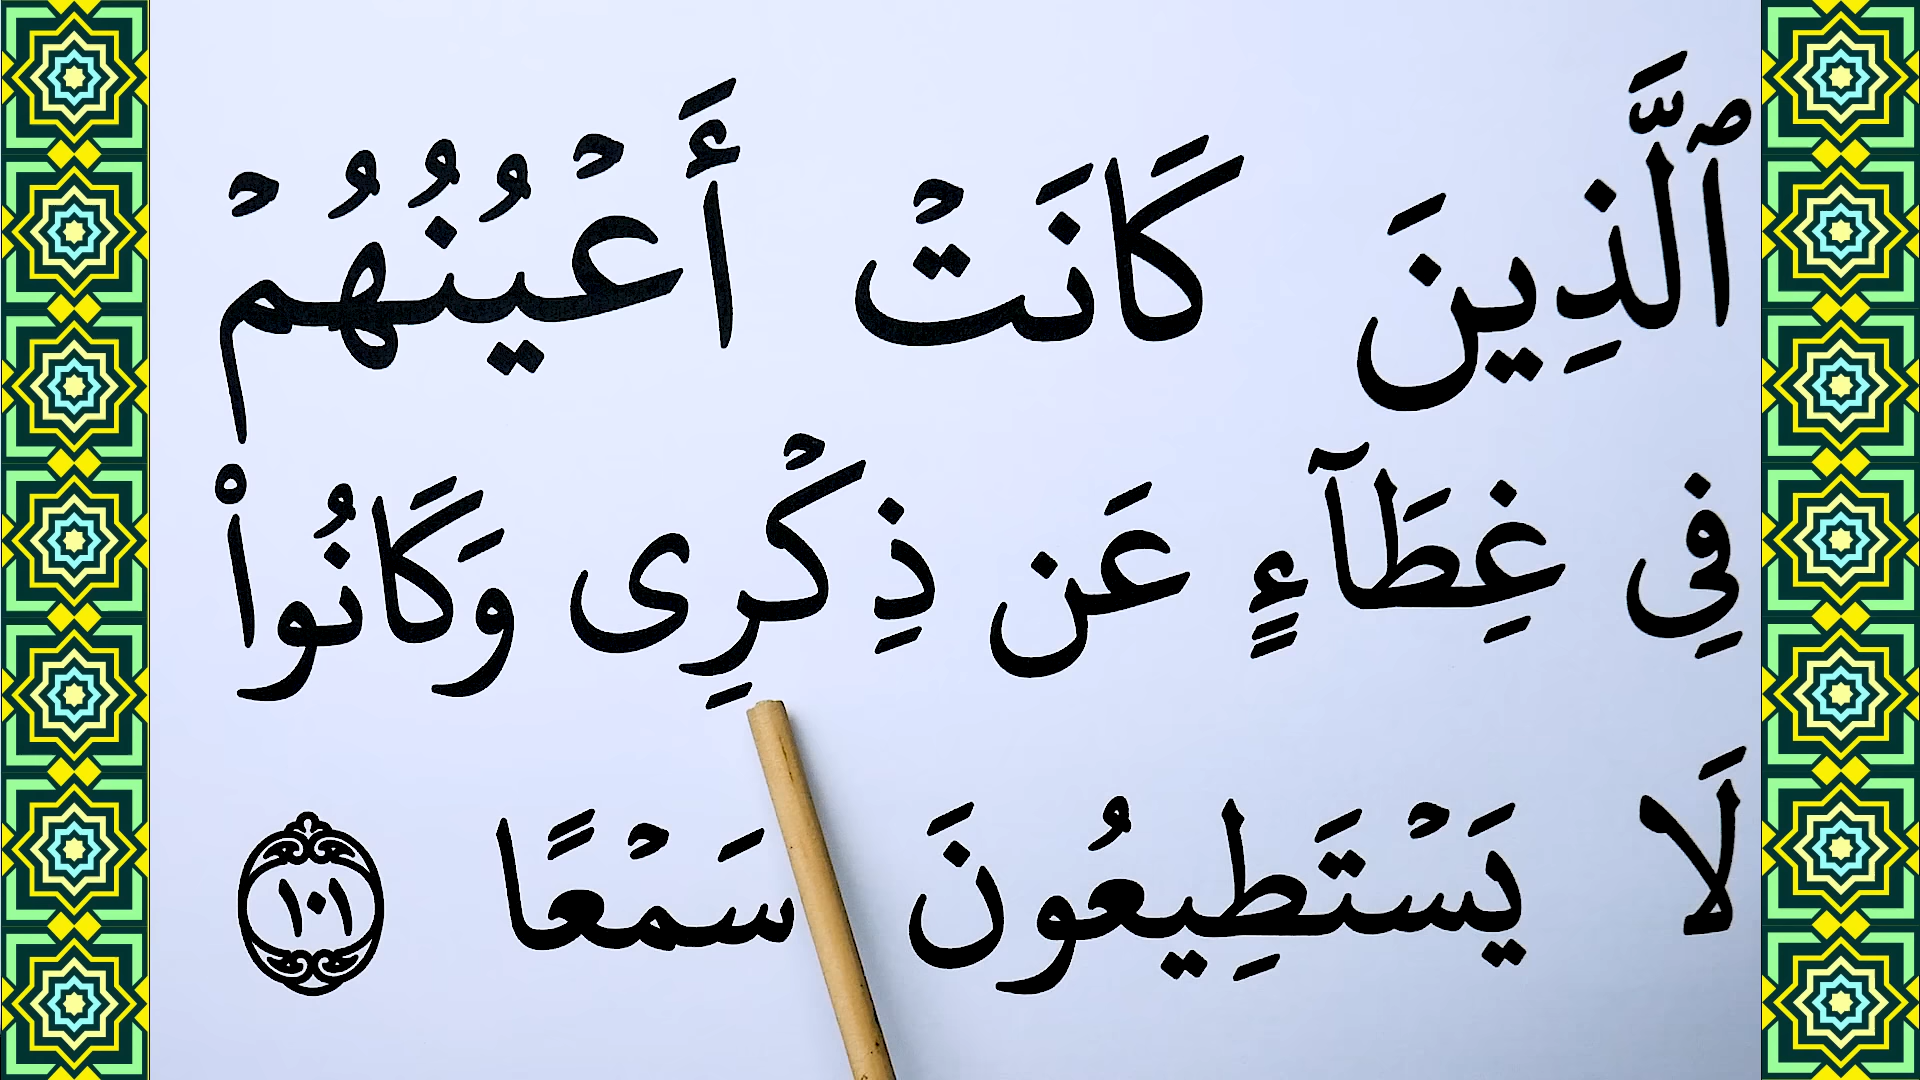 ٱلَّذِينَ كَانَتْ أَعْيُنُهُمْ
فِى غِطَآءٍ عَن ذِكْرِى وَكَانُوا۟
لَا يَسْتَطِيعُونَ سَمْعًا ١٠١